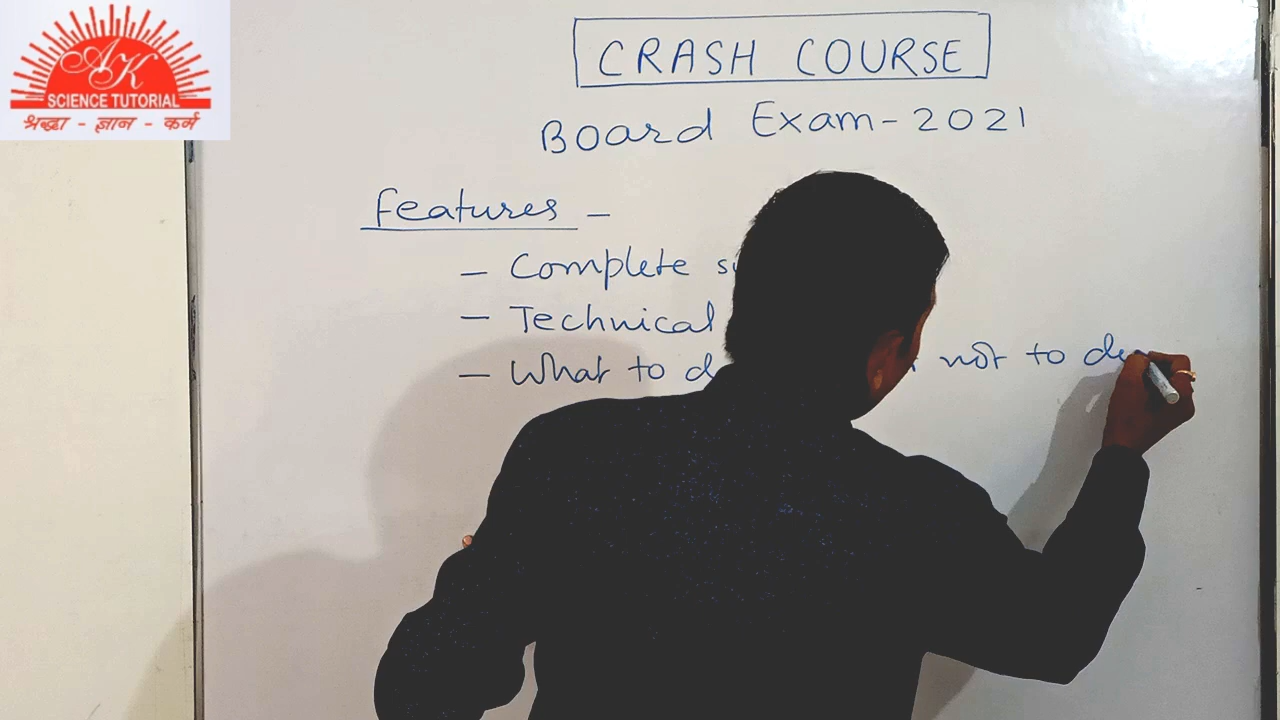 AK
SCIENCE TUTORIAL
श्रद्धा - ज्ञान - कर्म
CRASH COURSE
Board Exam-2021
features -
- Complete
- Technical
- What to not to